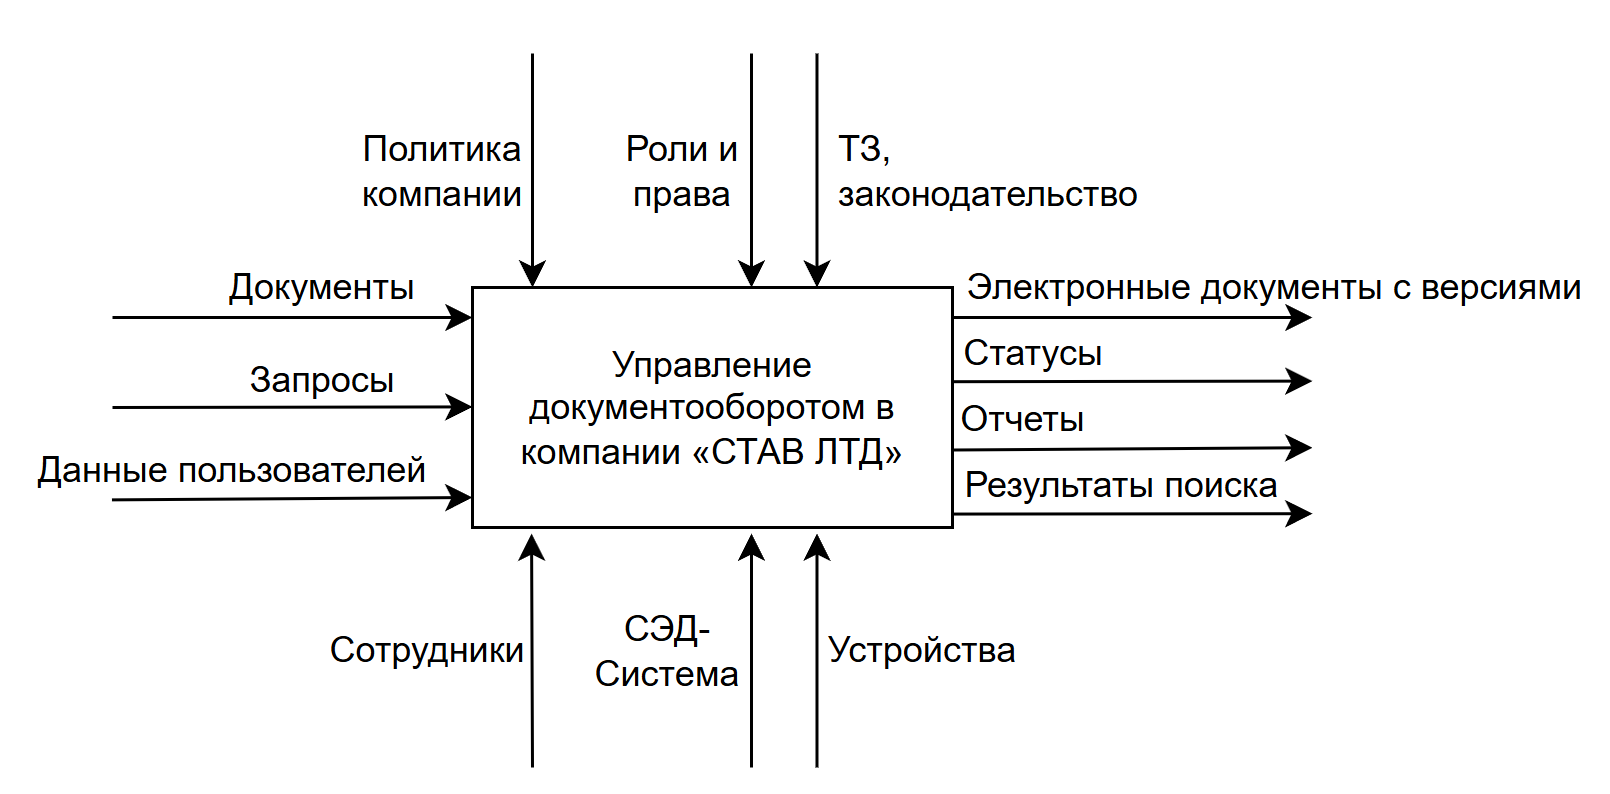 Политика
компании
Роли и
права
ТЗ,
законодательство
Документы
Запросы
Данные пользователей
Управление
документооборотом в
компании «СТАВ ЛТД»
Электронные документы с версиями
Статусы
Отчеты
Результаты поиска
Сотрудники
СЭД-
Система
Устройства